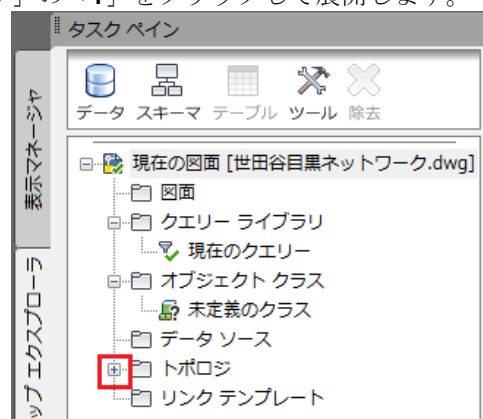 」の「+」をクリックして展開します。
タスク ペイン
データ スキーマ テーブル ツール 除去
表示マネージャ
現在の図面 [世田谷目黒ネットワーク.dwg]
図面
クエリー ライブラリ
現在のクエリー
オブジェクト クラス
未定義のクラス
データ ソース
トポロジ
リンク テンプレート
ップ エクスプローラ